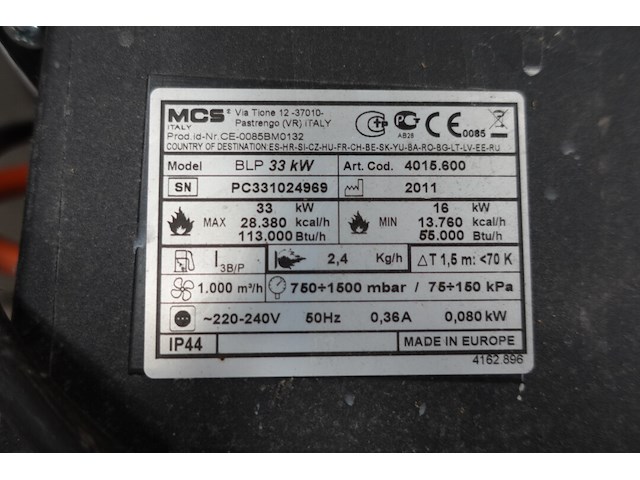 MCS Via Tione 12 -37010-
ITALY Pastrengo (VR) iTALY
Prod.id-Nr.CE-0085BM0132 AB28 CE 0085
COUNTRY OF DESTINATION:ES-HR-SI-CZ-HU-FR-CH-BE-SK-YU-BA-RO-BG-LT-LV-EE-RU
Model BLP 33 kW Art. Cod. 4015.600
SN PC331024969 2011
33 kW 16 kW
MAX 28.380 kcal/h MIN 13.760 kcal/h
113.000 Btu/h 55.000 Btu/h
I3B/P 2,4 Kg/h ΔT 1,5 m: <70 K
1.000 m³/h 750÷1500 mbar / 75÷150 kPa
~220-240V 50Hz 0,36A 0,080kW
IP44 MADE IN EUROPE
4162.896